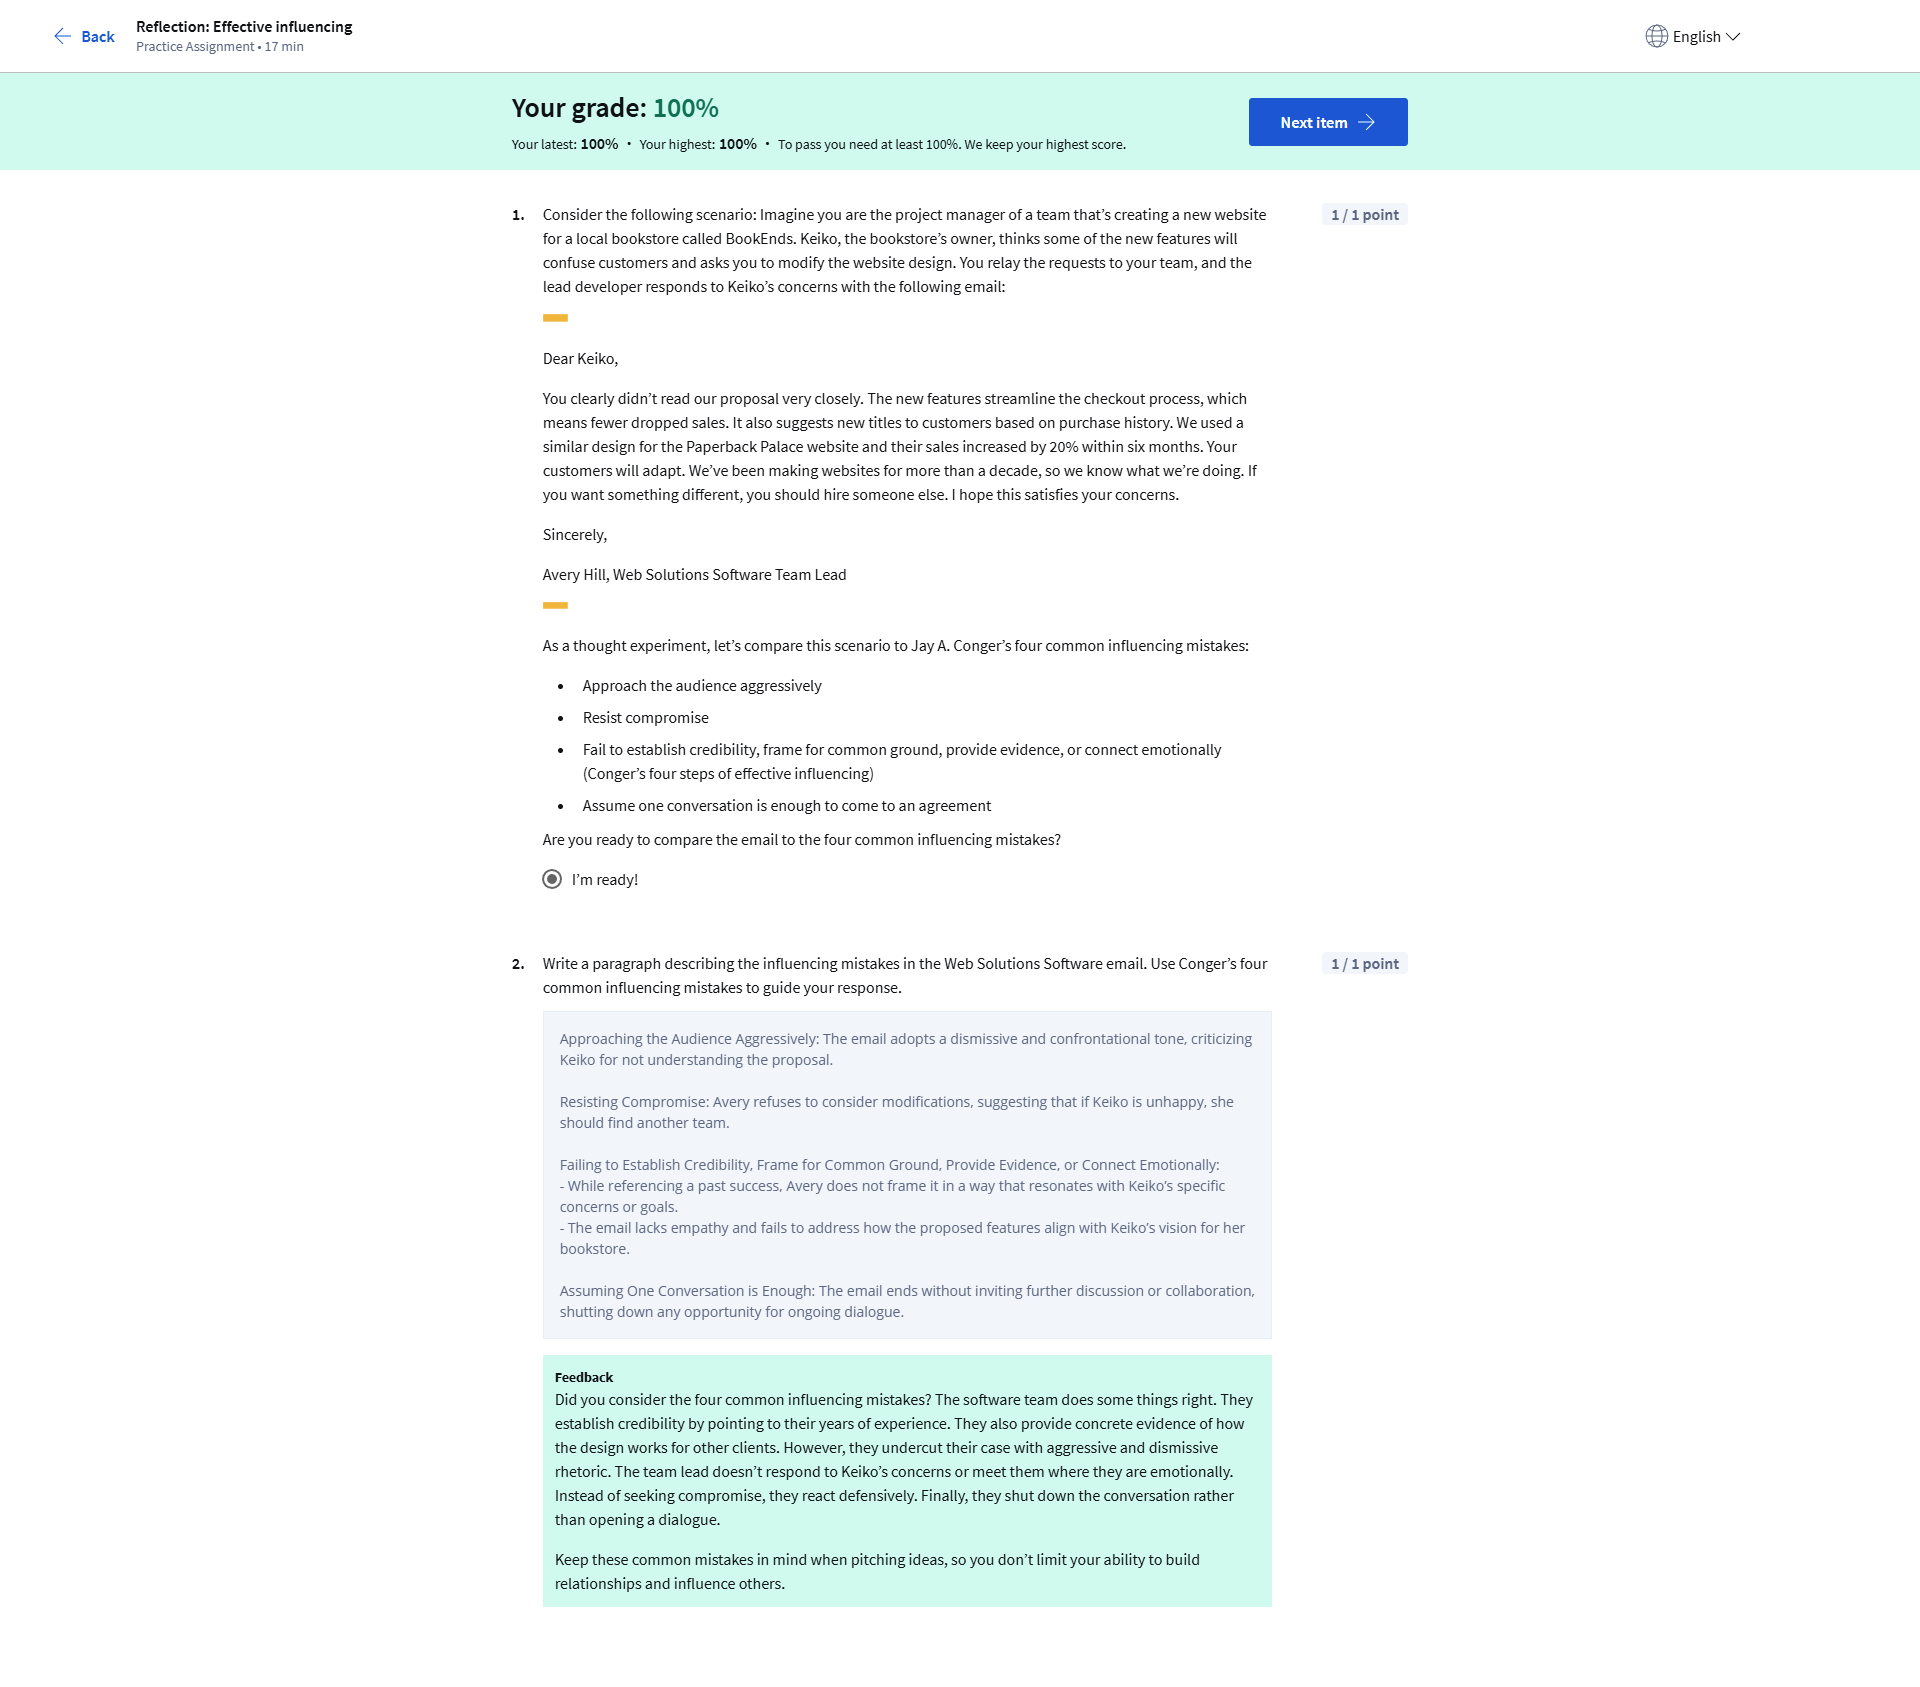 Back
Reflection: Effective influencing
Practice Assignment • 17 min
English
Your grade: 100%
Your latest: 100% • Your highest: 100% • To pass you need at least 100%. We keep your highest score.
Next item
1. Consider the following scenario: Imagine you are the project manager of a team that’s creating a new website
1 / 1 point
for a local bookstore called BookEnds. Keiko, the bookstore’s owner, thinks some of the new features will
confuse customers and asks you to modify the website design. You relay the requests to your team, and the
lead developer responds to Keiko’s concerns with the following email:
Dear Keiko,
You clearly didn’t read our proposal very closely. The new features streamline the checkout process, which
means fewer dropped sales. It also suggests new titles to customers based on purchase history. We used a
similar design for the Paperback Palace website and their sales increased by 20% within six months. Your
customers will adapt. We’ve been making websites for more than a decade, so we know what we’re doing. If
you want something different, you should hire someone else. I hope this satisfies your concerns.
Sincerely,
Avery Hill, Web Solutions Software Team Lead
As a thought experiment, let’s compare this scenario to Jay A. Conger’s four common influencing mistakes:
• Approach the audience aggressively
• Resist compromise
• Fail to establish credibility, frame for common ground, provide evidence, or connect emotionally
(Conger’s four steps of effective influencing)
• Assume one conversation is enough to come to an agreement
Are you ready to compare the email to the four common influencing mistakes?
I’m ready!
2. Write a paragraph describing the influencing mistakes in the Web Solutions Software email. Use Conger’s four
1 / 1 point
common influencing mistakes to guide your response.
Approaching the Audience Aggressively: The email adopts a dismissive and confrontational tone, criticizing
Keiko for not understanding the proposal.
Resisting Compromise: Avery refuses to consider modifications, suggesting that if Keiko is unhappy, she
should find another team.
Failing to Establish Credibility, Frame for Common Ground, Provide Evidence, or Connect Emotionally:
- While referencing a past success, Avery does not frame it in a way that resonates with Keiko’s specific
concerns or goals.
- The email lacks empathy and fails to address how the proposed features align with Keiko’s vision for her
bookstore.
Assuming One Conversation is Enough: The email ends without inviting further discussion or collaboration,
shutting down any opportunity for ongoing dialogue.
Feedback
Did you consider the four common influencing mistakes? The software team does some things right. They
establish credibility by pointing to their years of experience. They also provide concrete evidence of how
the design works for other clients. However, they undercut their case with aggressive and dismissive
rhetoric. The team lead doesn’t respond to Keiko’s concerns or meet them where they are emotionally.
Instead of seeking compromise, they react defensively. Finally, they shut down the conversation rather
than opening a dialogue.
Keep these common mistakes in mind when pitching ideas, so you don’t limit your ability to build
relationships and influence others.